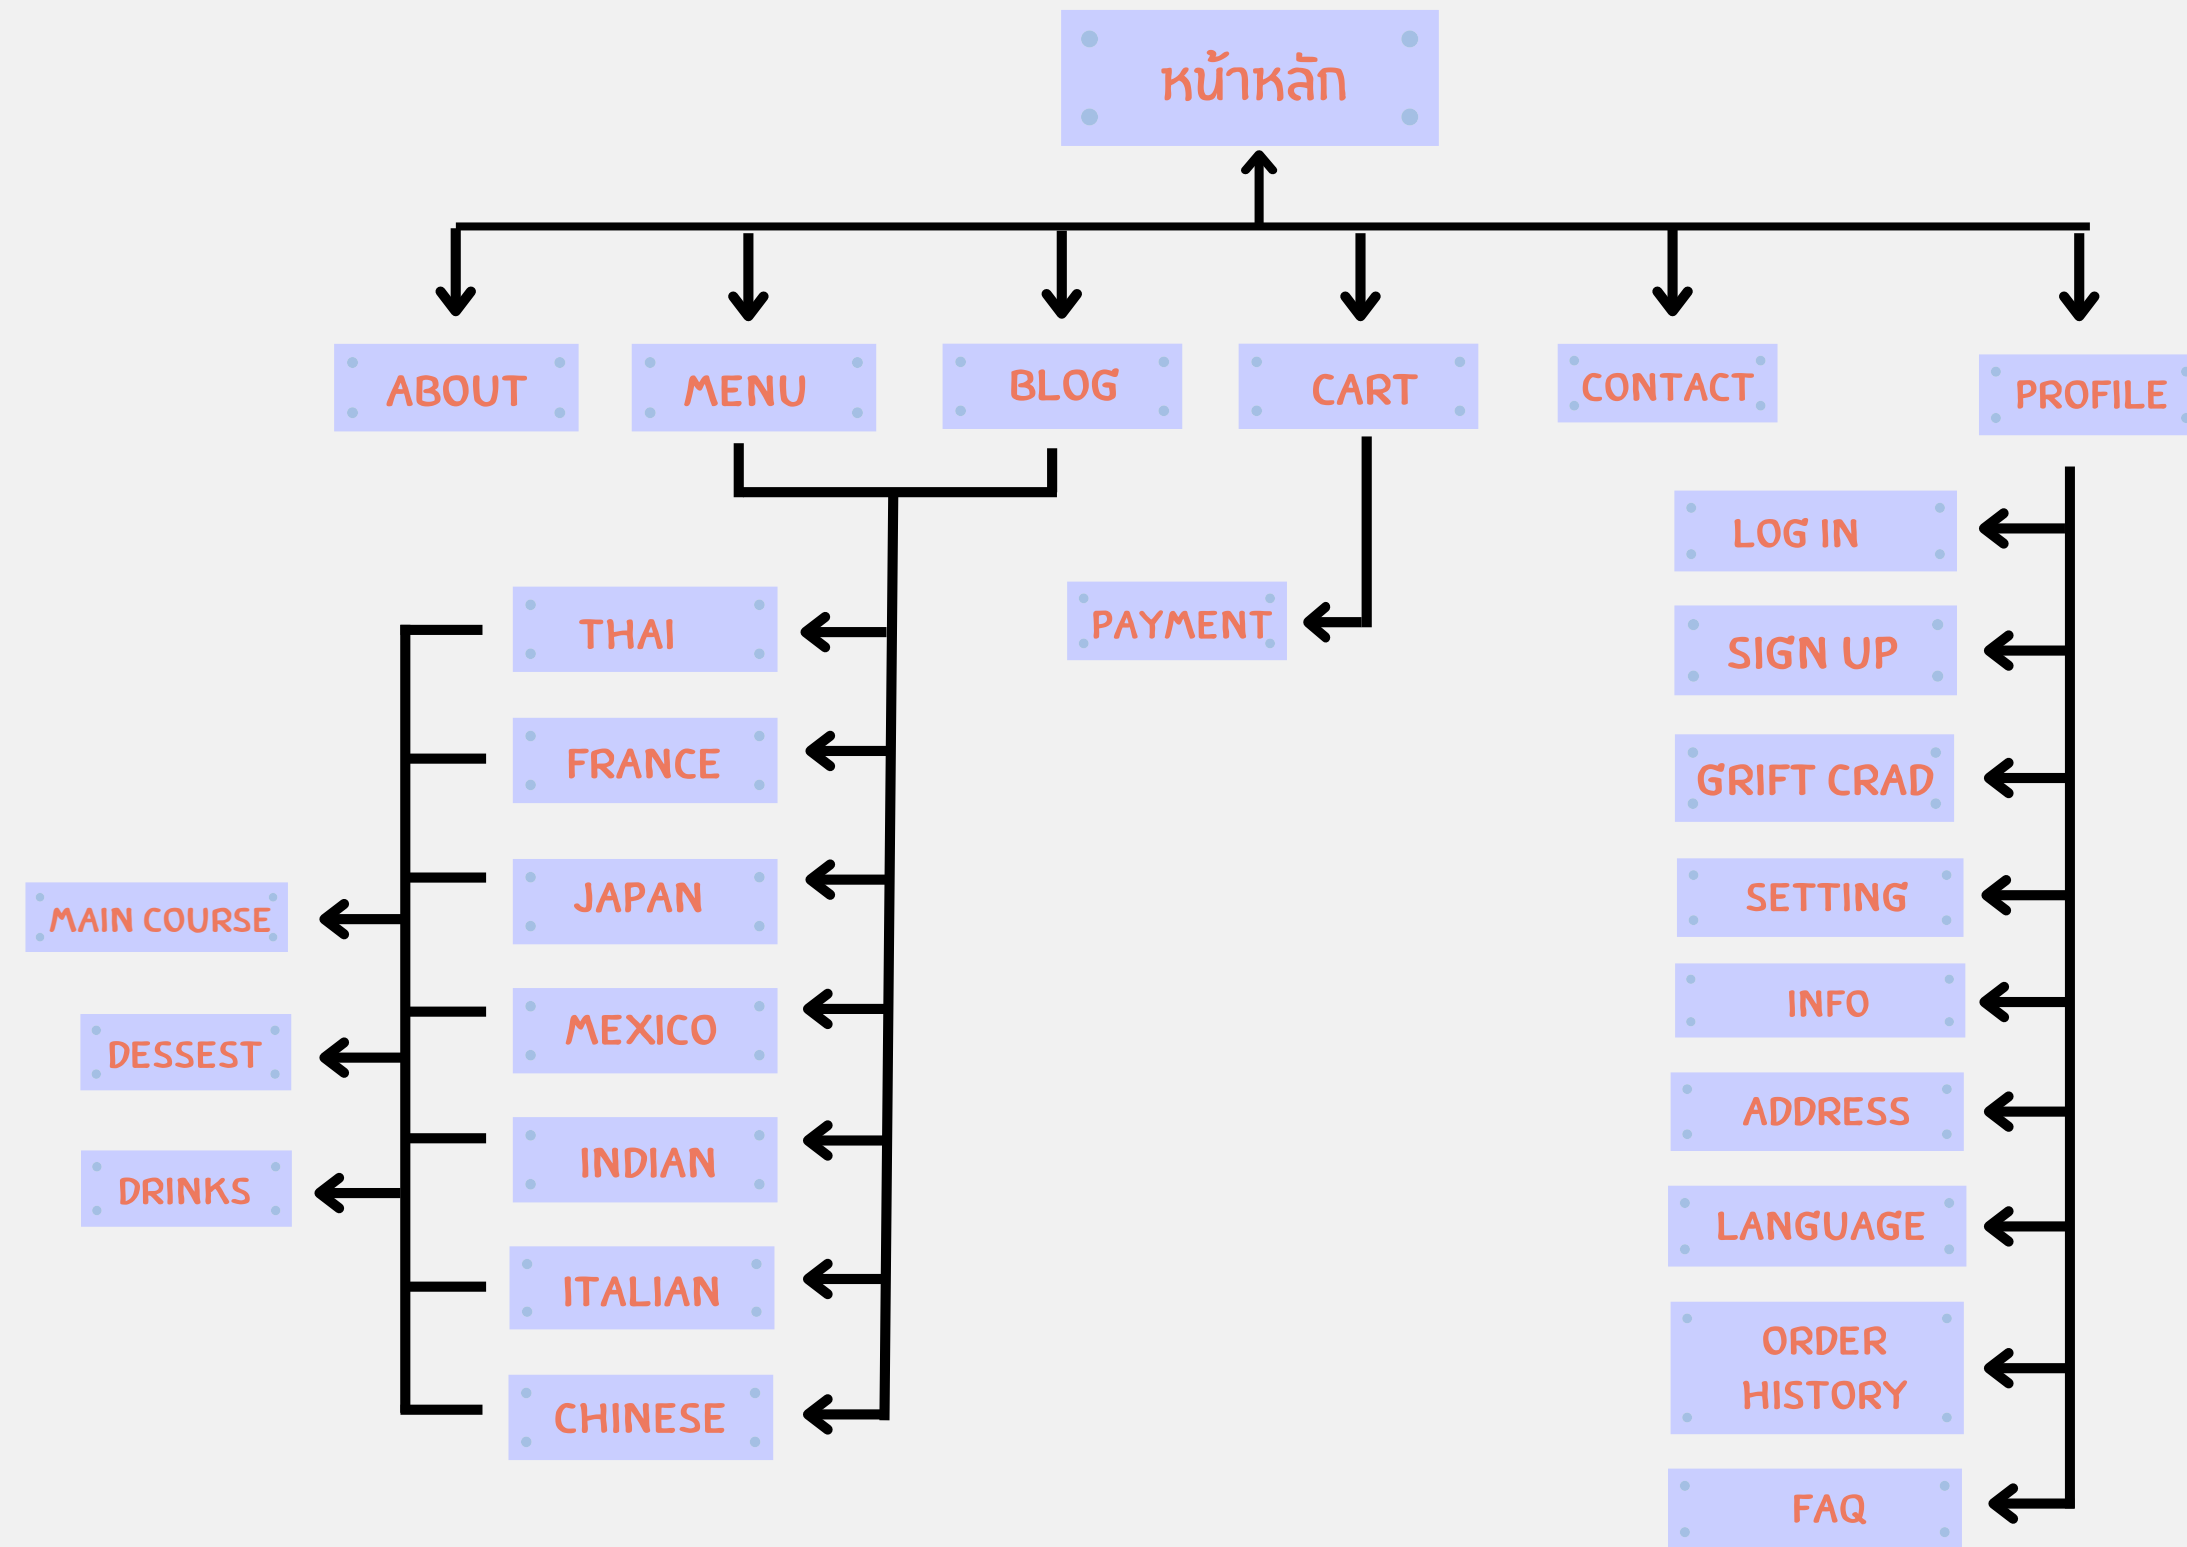 หน้าหลัก
ABOUT
MENU
BLOG
CART
CONTACT
PROFILE
THAI
FRANCE
JAPAN
MEXICO
INDIAN
ITALIAN
CHINESE
MAIN COURSE
DESSEST
DRINKS
PAYMENT
LOG IN
SIGN UP
GRIFT CRAD
SETTING
INFO
ADDRESS
LANGUAGE
ORDER
HISTORY
FAQ